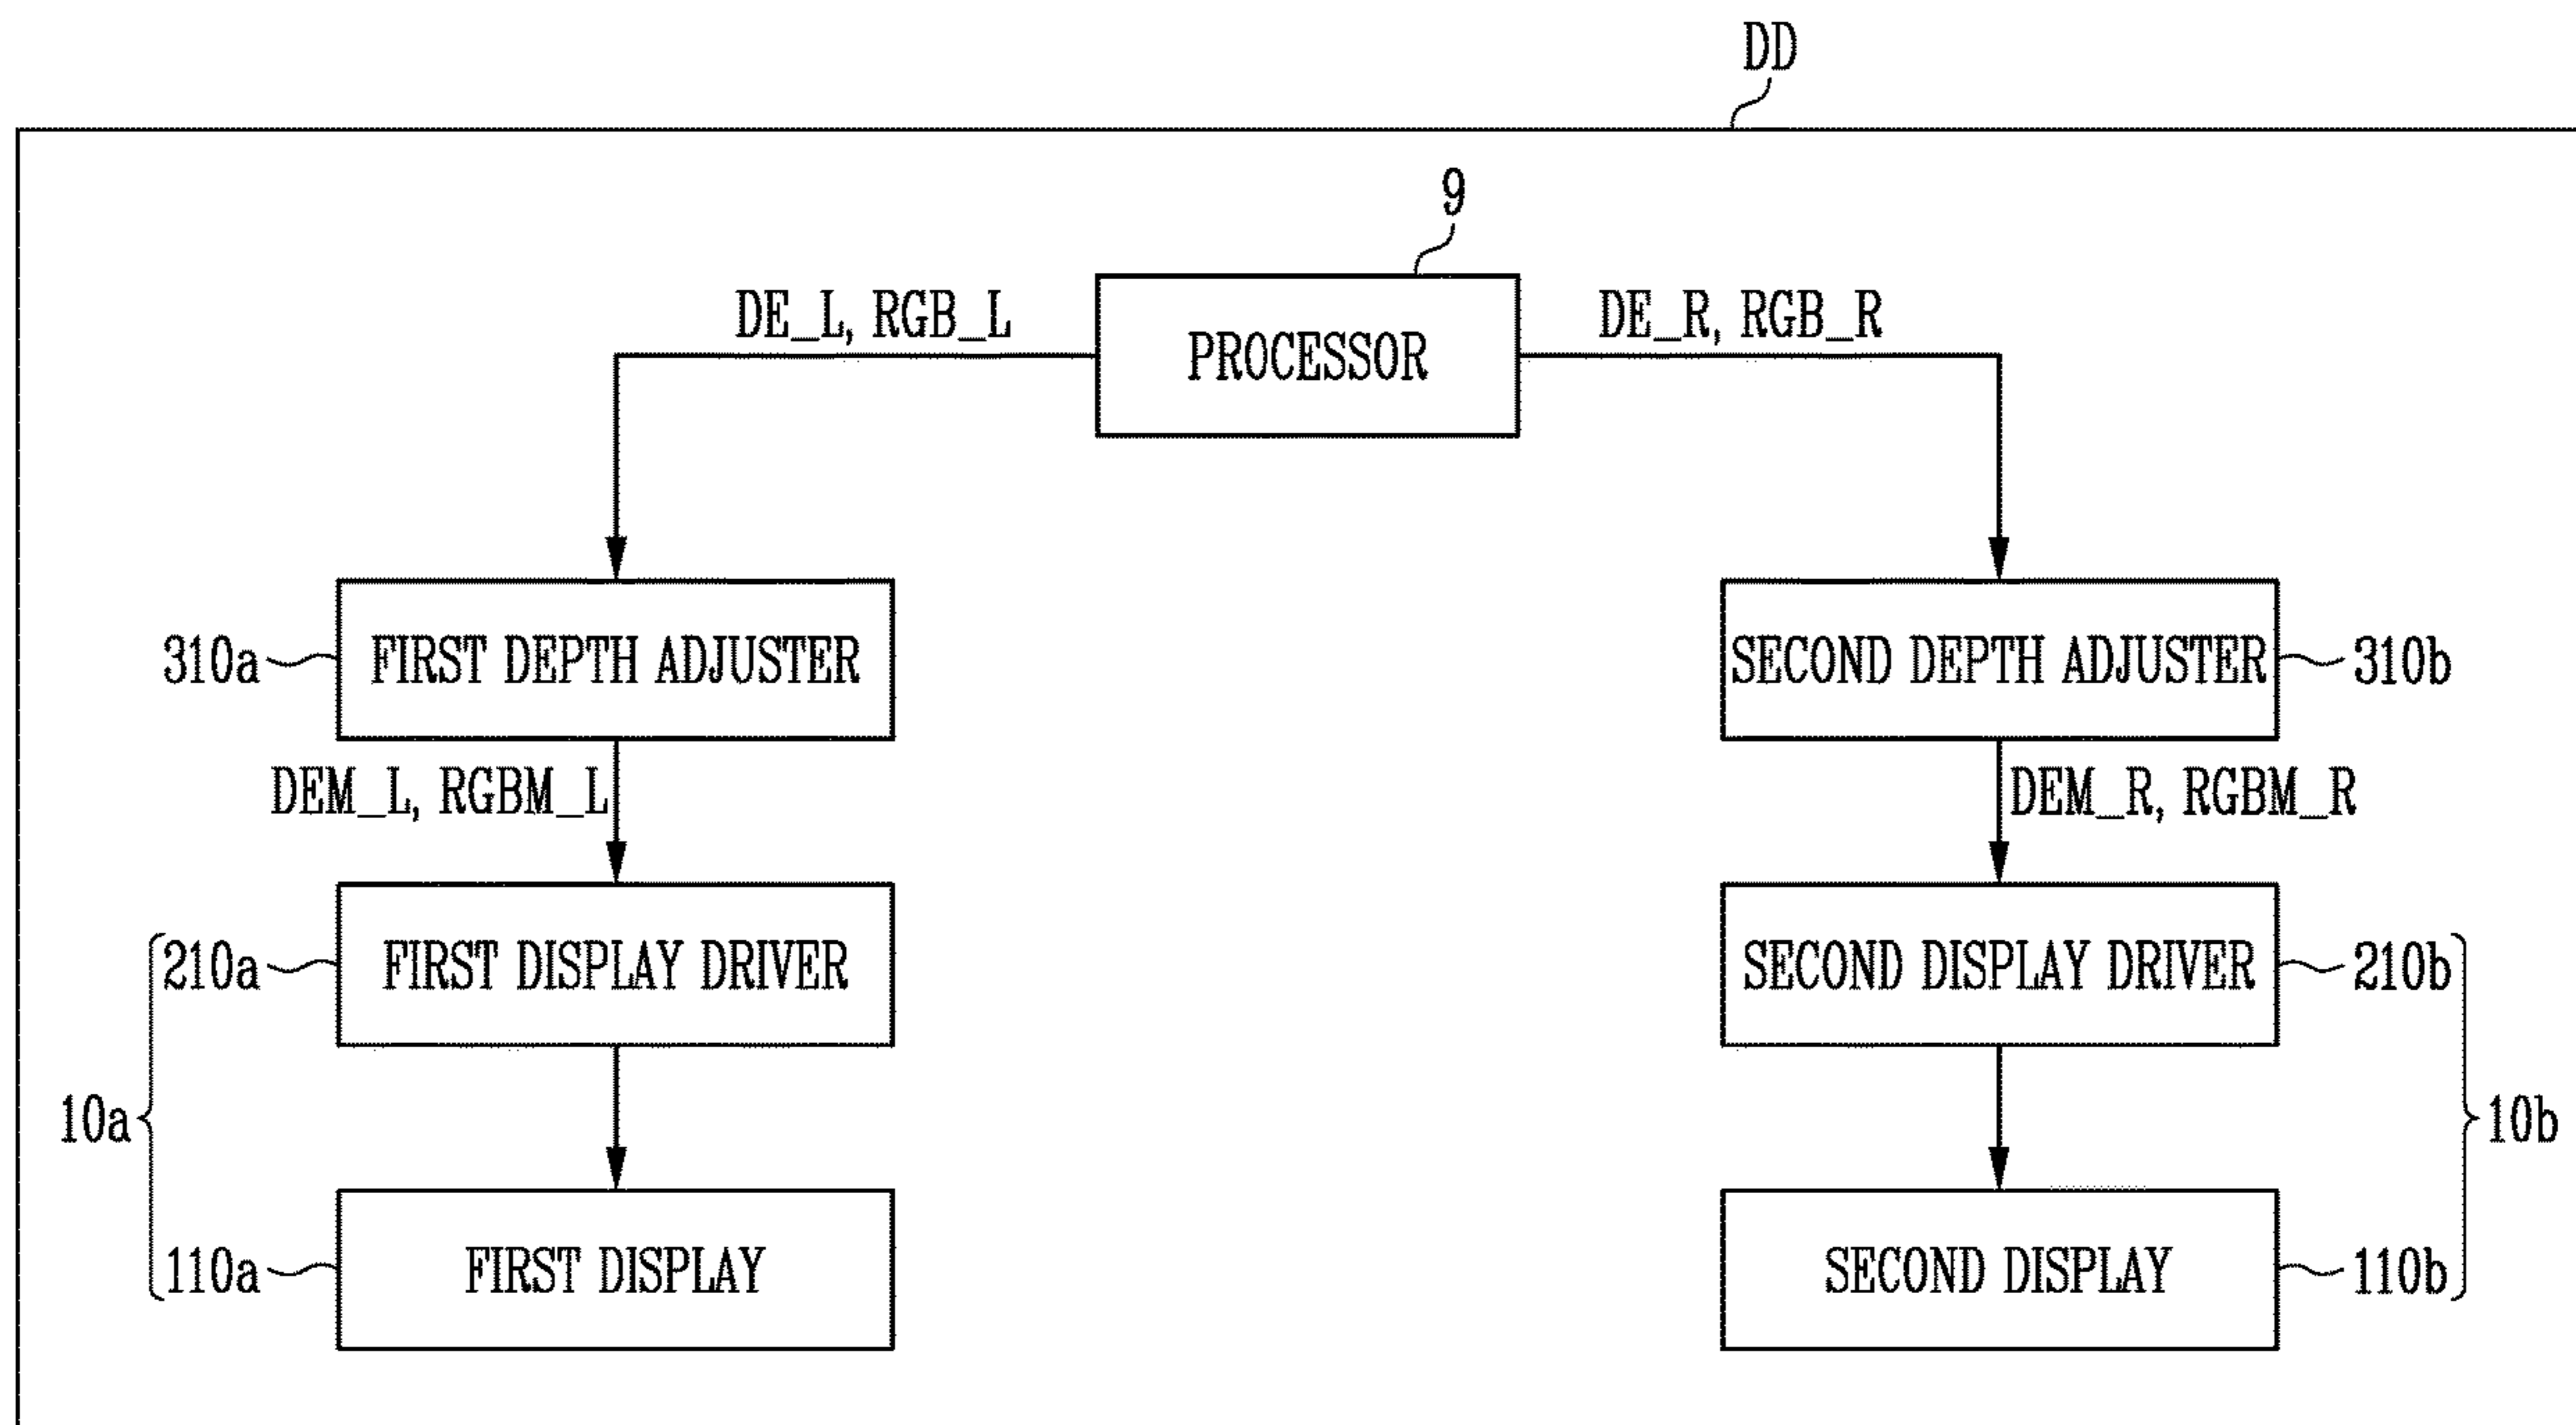 DD
9
DE_L, RGB_L
PROCESSOR
DE_R, RGB_R
310a
FIRST DEPTH ADJUSTER
SECOND DEPTH ADJUSTER
310b
DEM_L, RGBM_L
DEM_R, RGBM_R
210a
FIRST DISPLAY DRIVER
SECOND DISPLAY DRIVER
210b
10a
10b
110a
FIRST DISPLAY
SECOND DISPLAY
110b